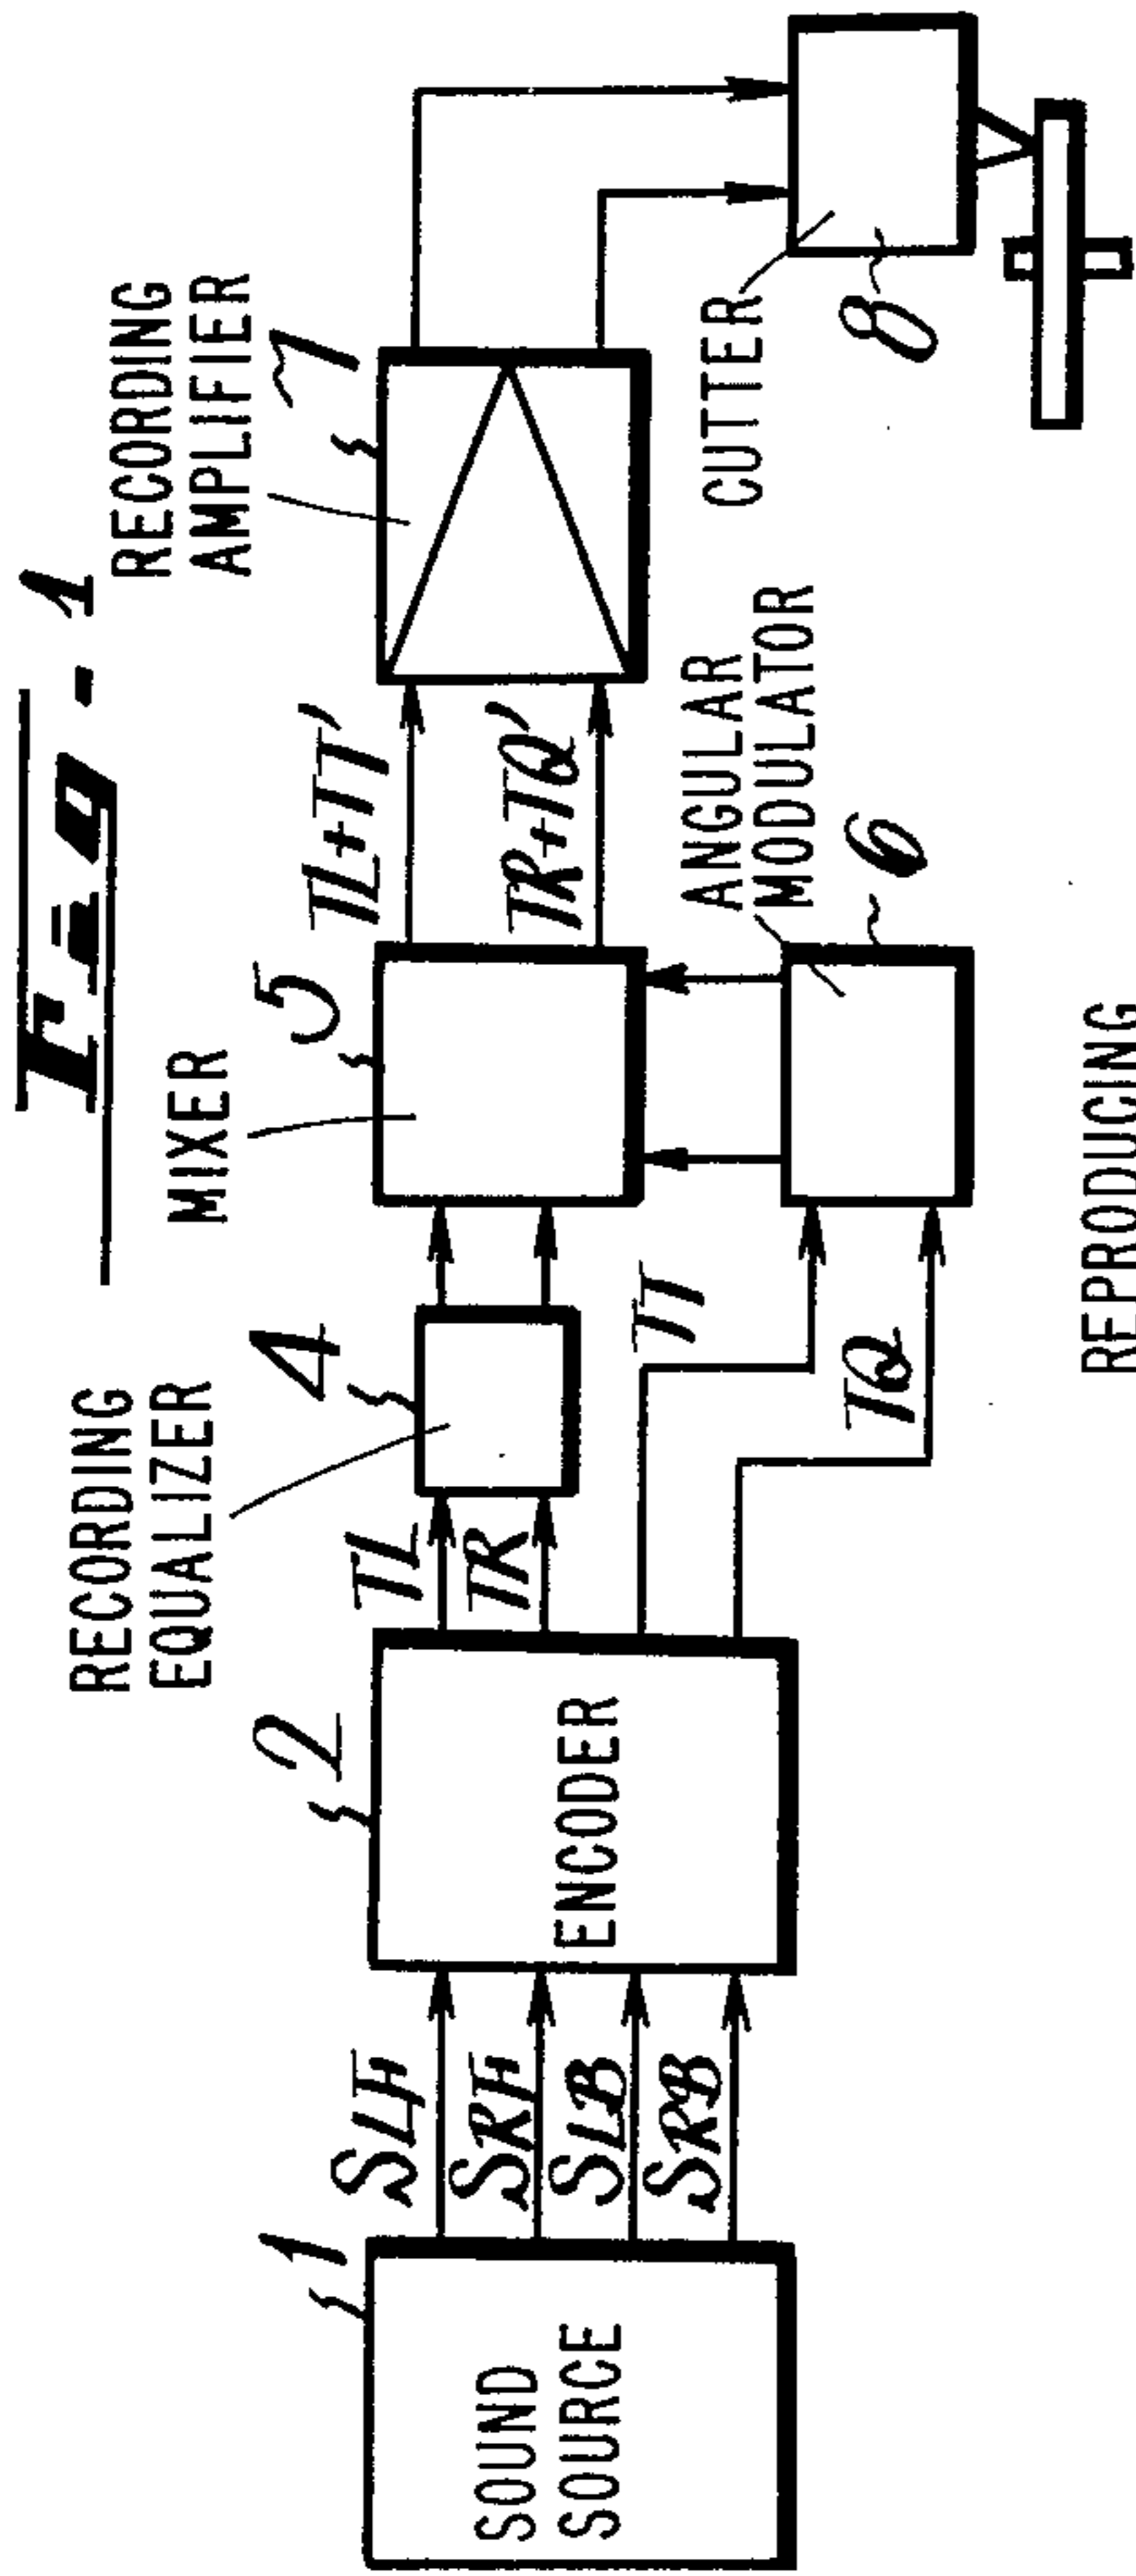 Fig-1
RECORDING
AMPLIFIER
7
MIXER
5
RECORDING
EQUALIZER
4
2
1
SOUND
SOURCE
SLF
SRF
SLB
SRB
ENCODER
TL
TR
TT
TQ
TL+TT'
TR+TQ'
ANGULAR
MODULATOR
6
CUTTER
8
REPRODUCING